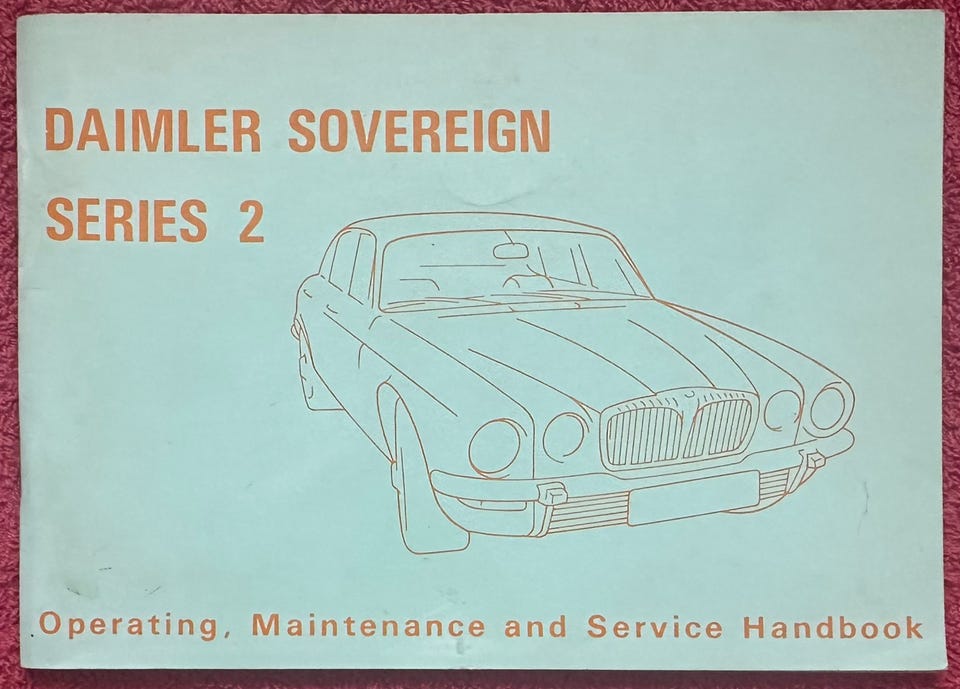 DAIMLER SOVEREIGN
SERIES 2
Operating, Maintenance and Service Handbook